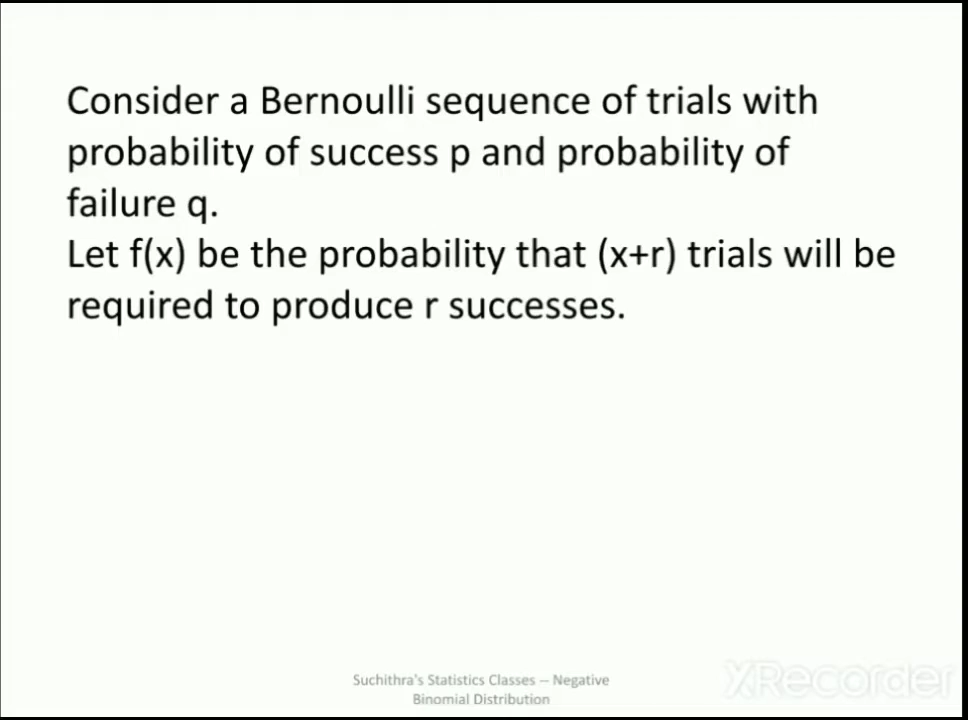 Consider a Bernoulli sequence of trials with
probability of success p and probability of
failure q.
Let f(x) be the probability that (x+r) trials will be
required to produce r successes.
Suchithra's Statistics Classes -- Negative
Binomial Distribution
XRecorder